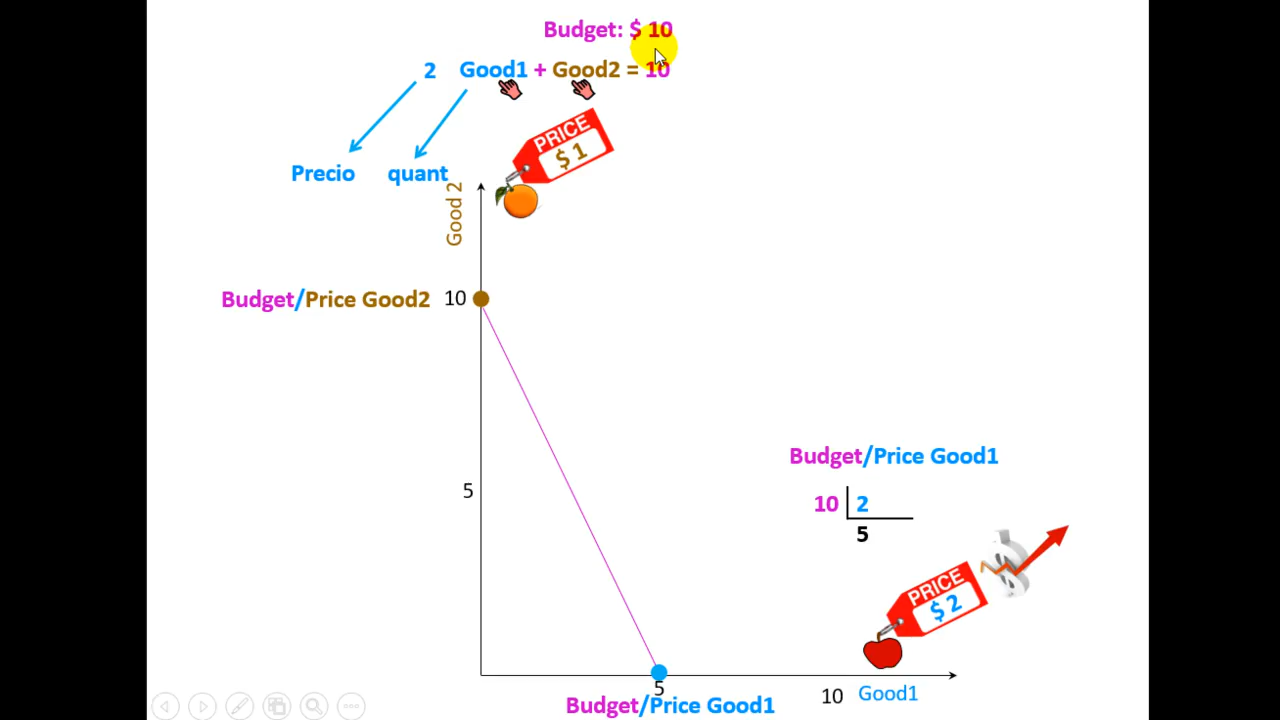 Budget: $ 10
2 Good1 + Good2 = 10
PRICE
$ 1
Precio quant
Good 2
Budget/Price Good2 10
5
Budget/Price Good1
10 2
5
$
PRICE
$ 2
5
10 Good1
Budget/Price Good1